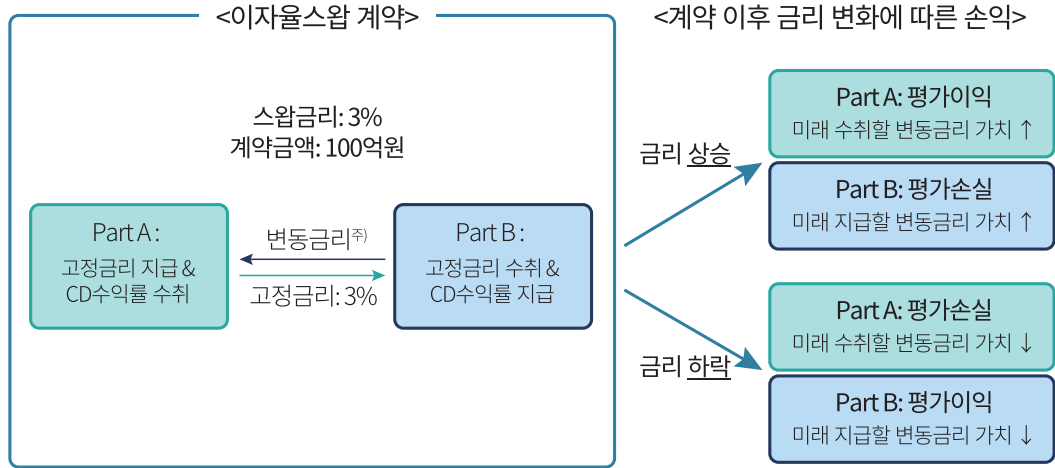 <이자율스왑 계약>
스왑금리: 3%
계약금액: 100억원
Part A :
고정금리 지급 &
CD수익률 수취
변동금리주)
고정금리: 3%
Part B :
고정금리 수취 &
CD수익률 지급
<계약 이후 금리 변화에 따른 손익>
금리 상승
Part A: 평가이익
미래 수취할 변동금리 가치 ↑
Part B: 평가손실
미래 지급할 변동금리 가치 ↑
금리 하락
Part A: 평가손실
미래 수취할 변동금리 가치 ↓
Part B: 평가이익
미래 지급할 변동금리 가치 ↓